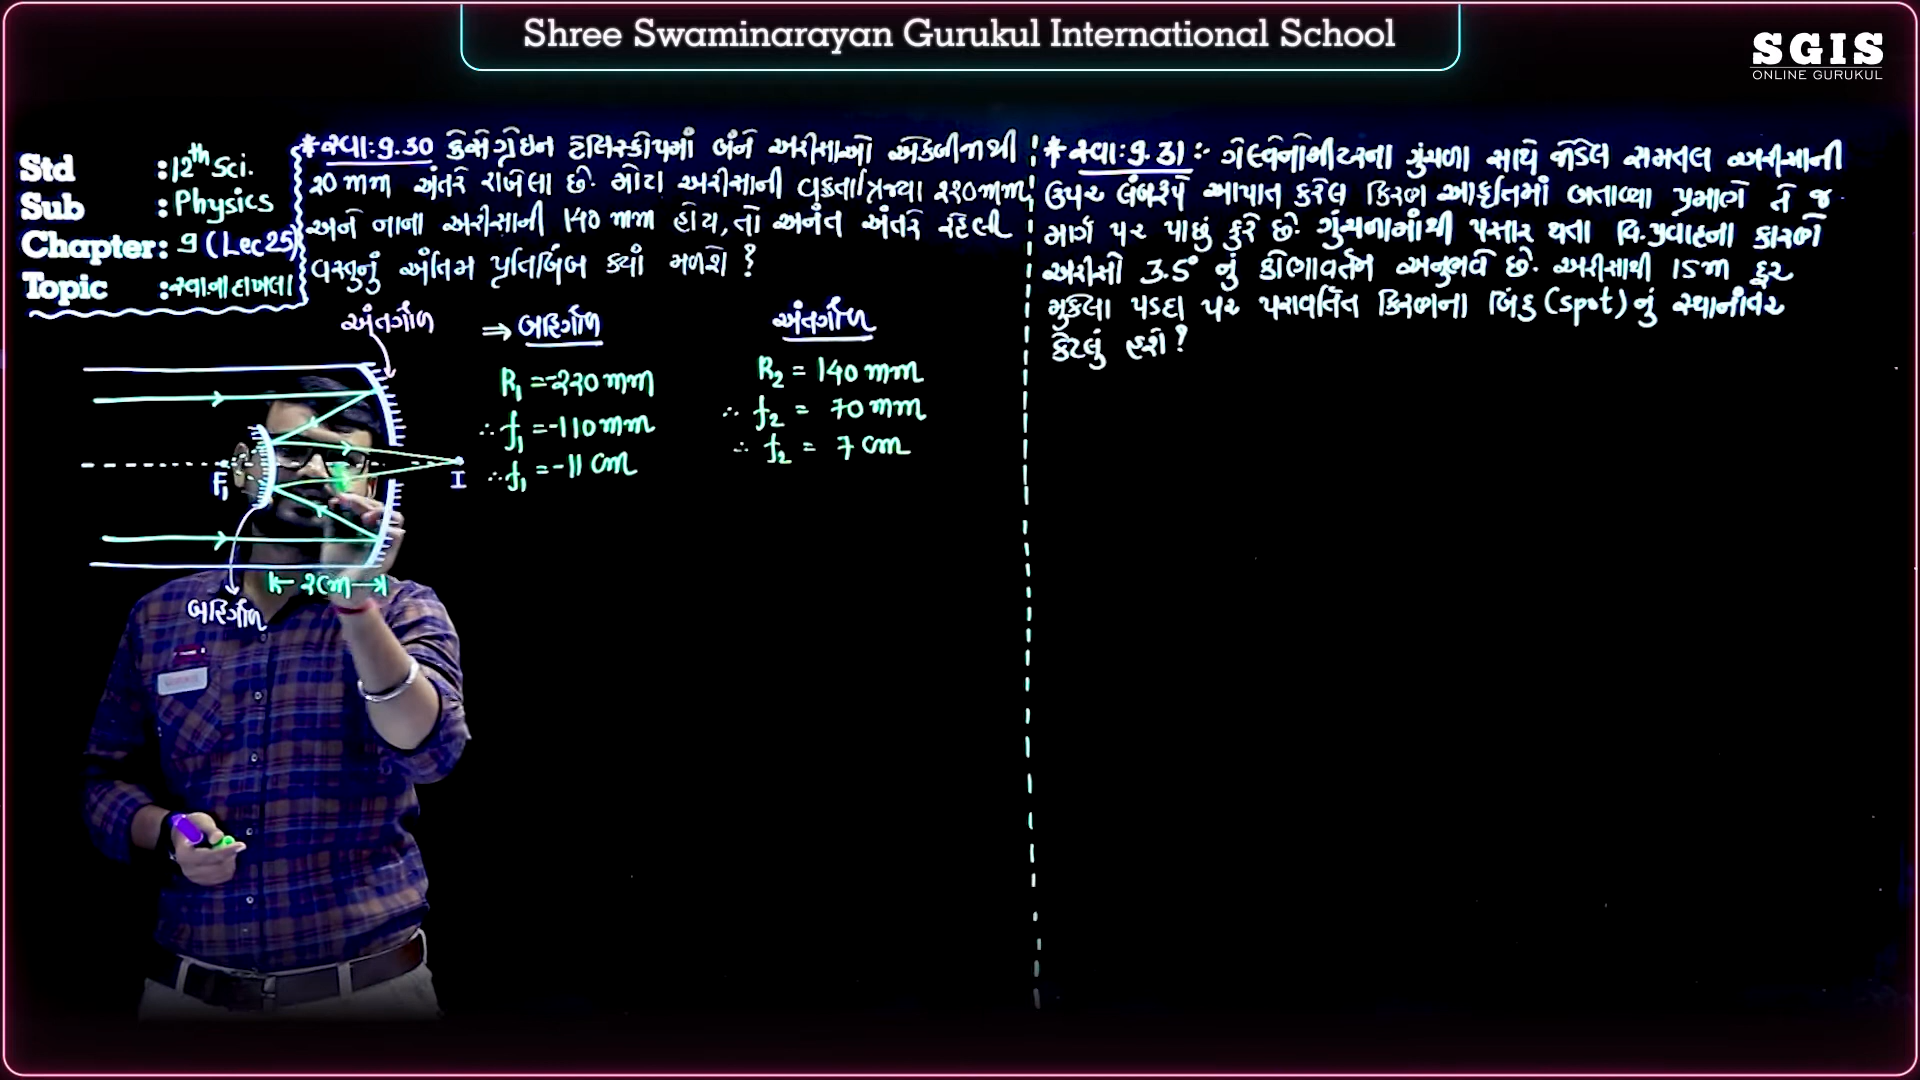 Shree Swaminarayan Gurukul International School
SGIS
ONLINE GURUKUL
Std : 12th Sci.
Sub : Physics
Chapter : 9 (Lec 25)
Topic : સ્વા.ના દાખલા
* સ્વા:9.30 કેસેગ્રેઇન ટેલિસ્કોપમાં બંને અરીસાઓ એકબીજાથી
20 mm અંતરે રાખેલા છે. મોટા અરીસાની વક્રતાત્રિજ્યા 220mm
અને નાના અરીસાની 140 mm હોય, તો અનંત અંતરે રહેલી
વસ્તુનું અંતિમ પ્રતિબિંબ ક્યાં મળશે ?
અંતર્ગોળ
F₁
I
k- 2cm -x
બહિર્ગોળ
⇒ બહિર્ગોળ
R₁ = -220 mm
∴ f₁ = -110 mm
∴ f₁ = -11 cm
અંતર્ગોળ
R₂ = 140 mm
∴ f₂ = 70 mm
∴ f₂ = 7 cm
* સ્વા:9.31 :- ગેલ્વેનોમીટરના ગુંચળા સાથે જોડેલ સમતલ અરીસાની
ઉપર લંબરૂપે આપાત કરેલ કિરણ આકૃતિમાં બતાવ્યા પ્રમાણે તે જ
માર્ગ પર પાછું ફરે છે. ગુંચળામાંથી પસાર થતા વિ.પ્રવાહના કારણે
અરીસો 3.5° નું કોણાવર્તન અનુભવે છે. અરીસાથી 1.5m દૂર
મુકેલા પડદા પર પરાવર્તિત કિરણના બિંદુ (spot) નું સ્થાનાંતર
કેટલું હશે ?